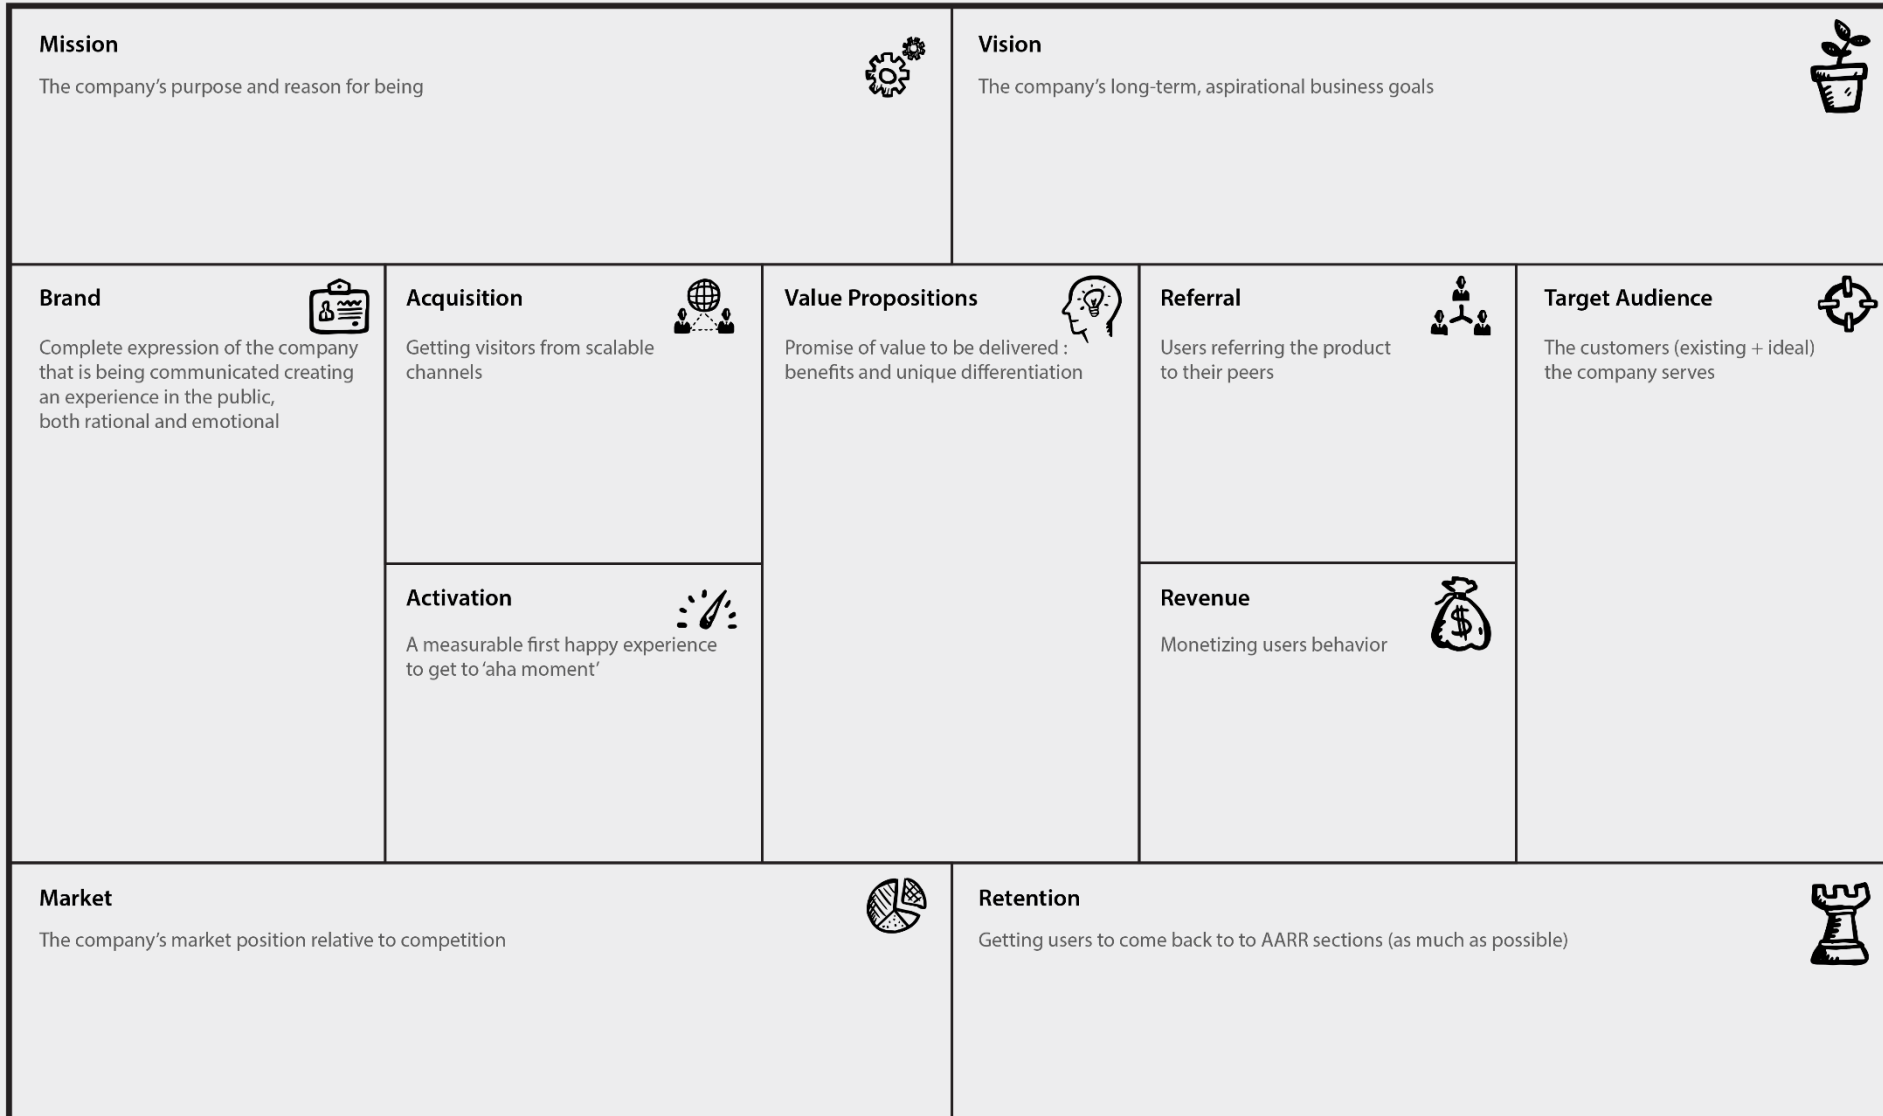 Mission
The company’s purpose and reason for being
Vision
The company’s long-term, aspirational business goals
Brand
Complete expression of the company
that is being communicated creating
an experience in the public,
both rational and emotional
Acquisition
Getting visitors from scalable
channels
Activation
A measurable first happy experience
to get to ‘aha moment’
Value Propositions
Promise of value to be delivered :
benefits and unique differentiation
Referral
Users referring the product
to their peers
Revenue
Monetizing users behavior
$
Target Audience
The customers (existing + ideal)
the company serves
Market
The company’s market position relative to competition
Retention
Getting users to come back to to AARR sections (as much as possible)